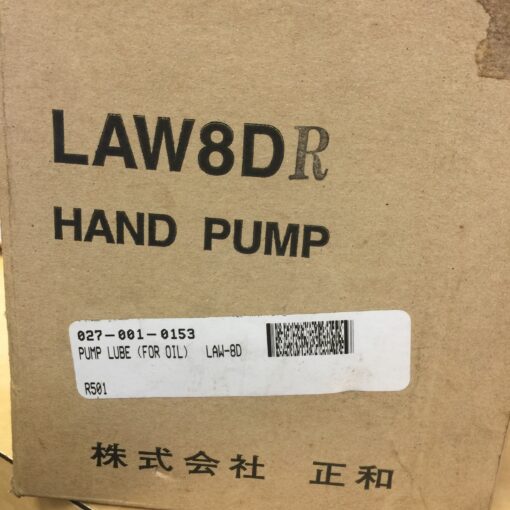 LAW8DR
HAND PUMP
027-001-0153
PUMP LUBE (FOR OIL) LAW-8D
R501
株式会社 正和